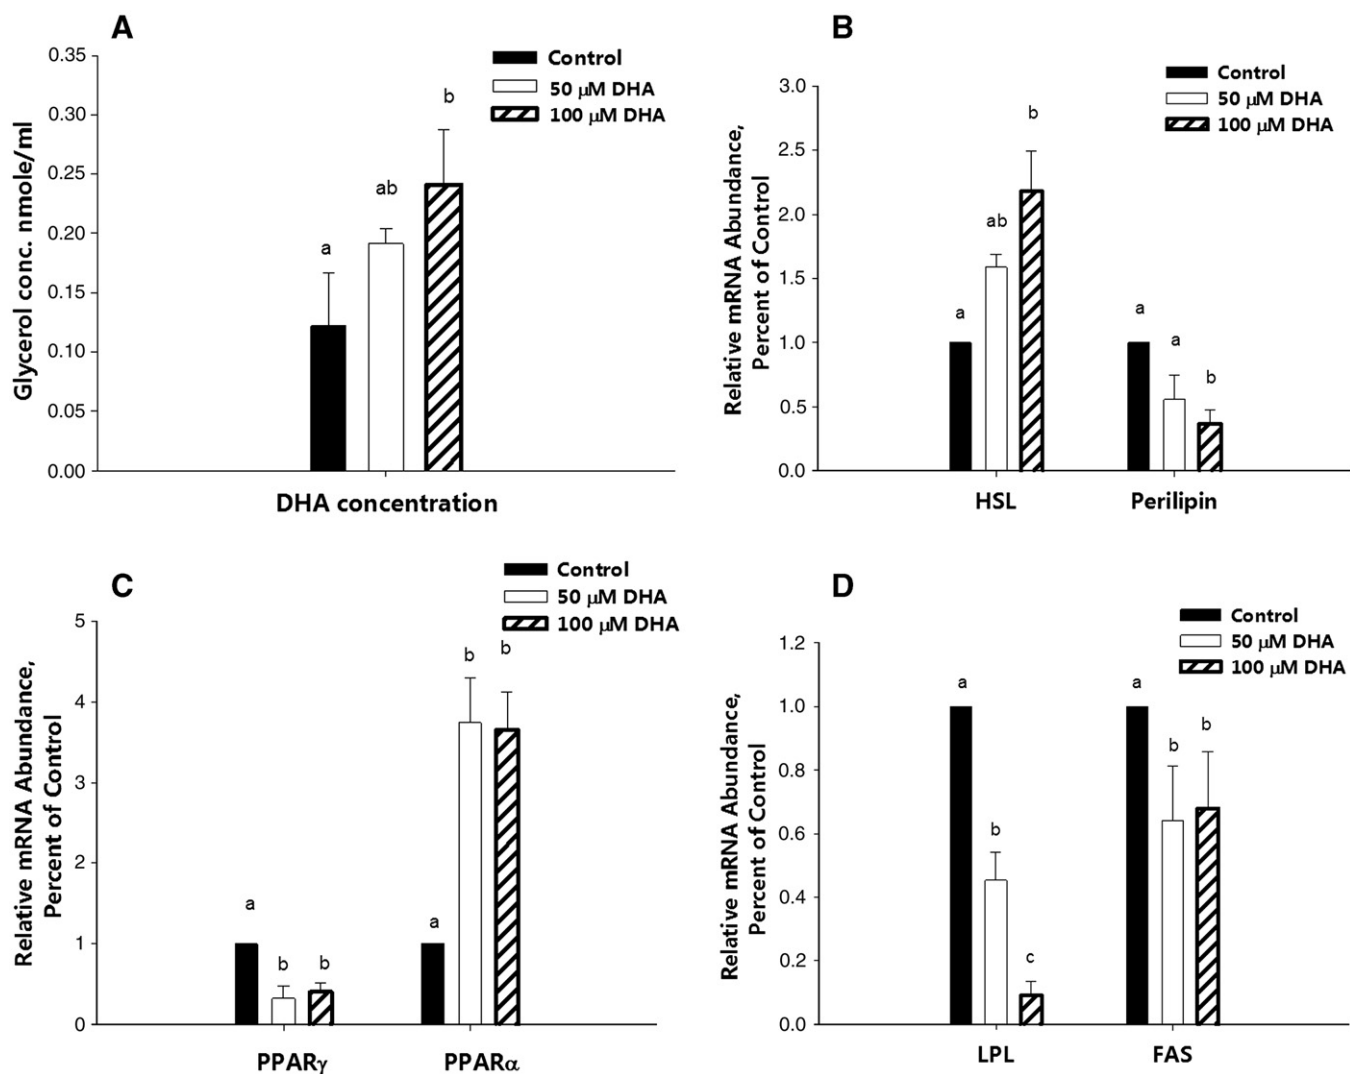 A
Glycerol conc. nmole/ml
0.35
0.30
0.25
0.20
0.15
0.10
0.05
0.00
Control
50 µM DHA
100 µM DHA
a
ab
b
DHA concentration
B
Relative mRNA Abundance,
Percent of Control
3.0
2.5
2.0
1.5
1.0
0.5
0.0
Control
50 µM DHA
100 µM DHA
a
ab
b
a
a
b
HSL
Perilipin
C
Relative mRNA Abundance,
Percent of Control
5
4
3
2
1
0
Control
50 µM DHA
100 µM DHA
a
b
b
a
b
b
PPARγ
PPARα
D
Relative mRNA Abundance,
Percent of Control
1.2
1.0
0.8
0.6
0.4
0.2
0.0
Control
50 µM DHA
100 µM DHA
a
b
c
a
b
b
LPL
FAS